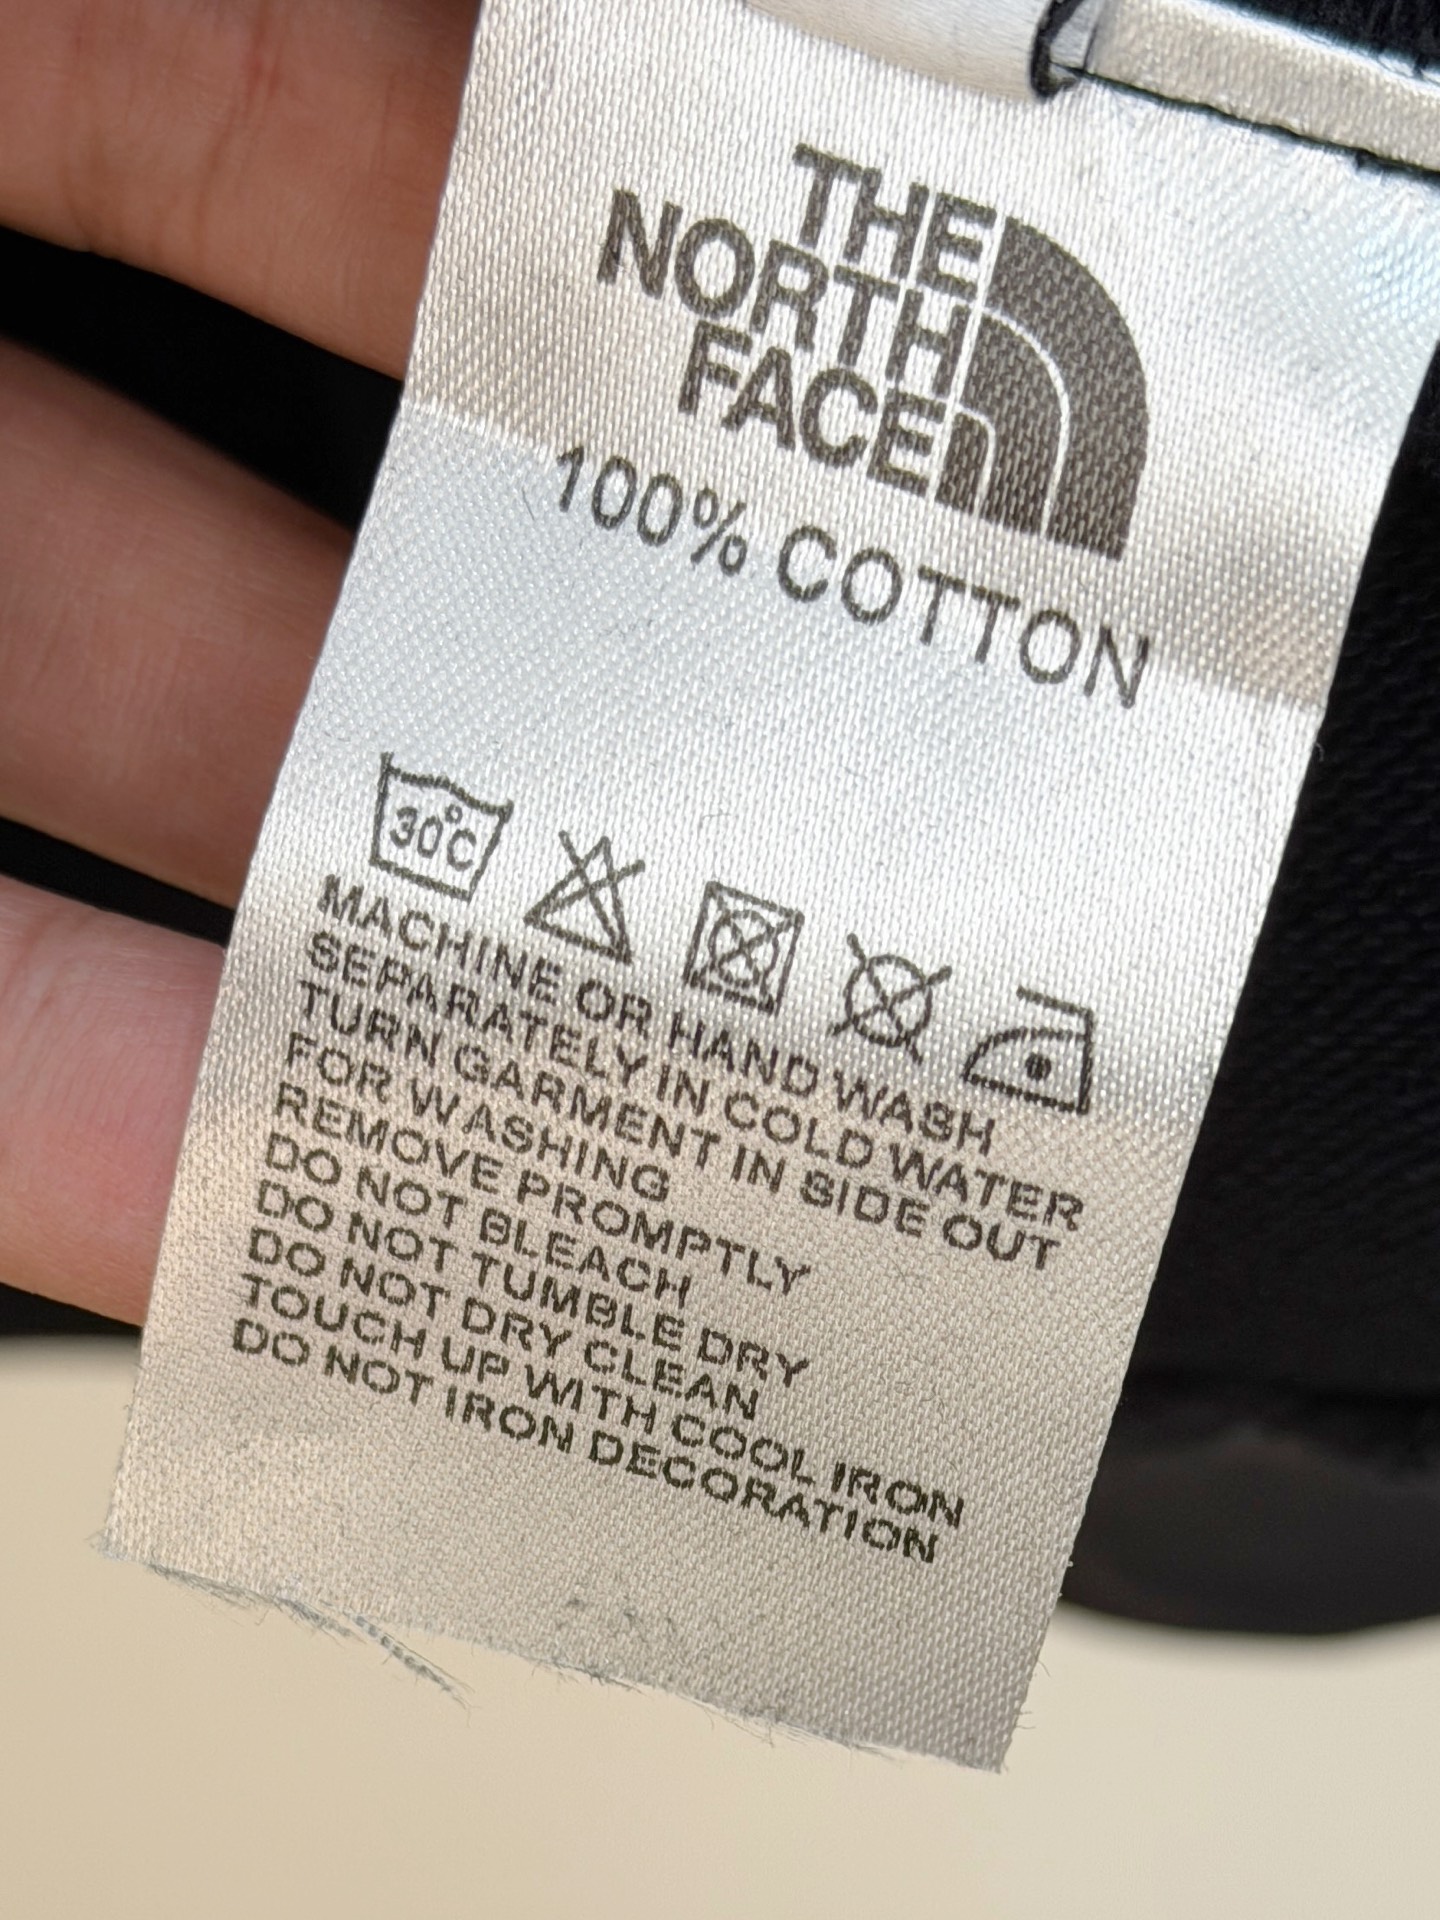 THE
NORTH
FACE
100% COTTON
30°C
MACHINE OR HAND WASH
SEPARATELY IN COLD WATER
TURN GARMENT IN SIDE OUT
FOR WASHING
REMOVE PROMPTLY
DO NOT BLEACH
DO NOT TUMBLE DRY
DO NOT DRY CLEAN
TOUCH UP WITH COOL IRON
DO NOT IRON DECORATION